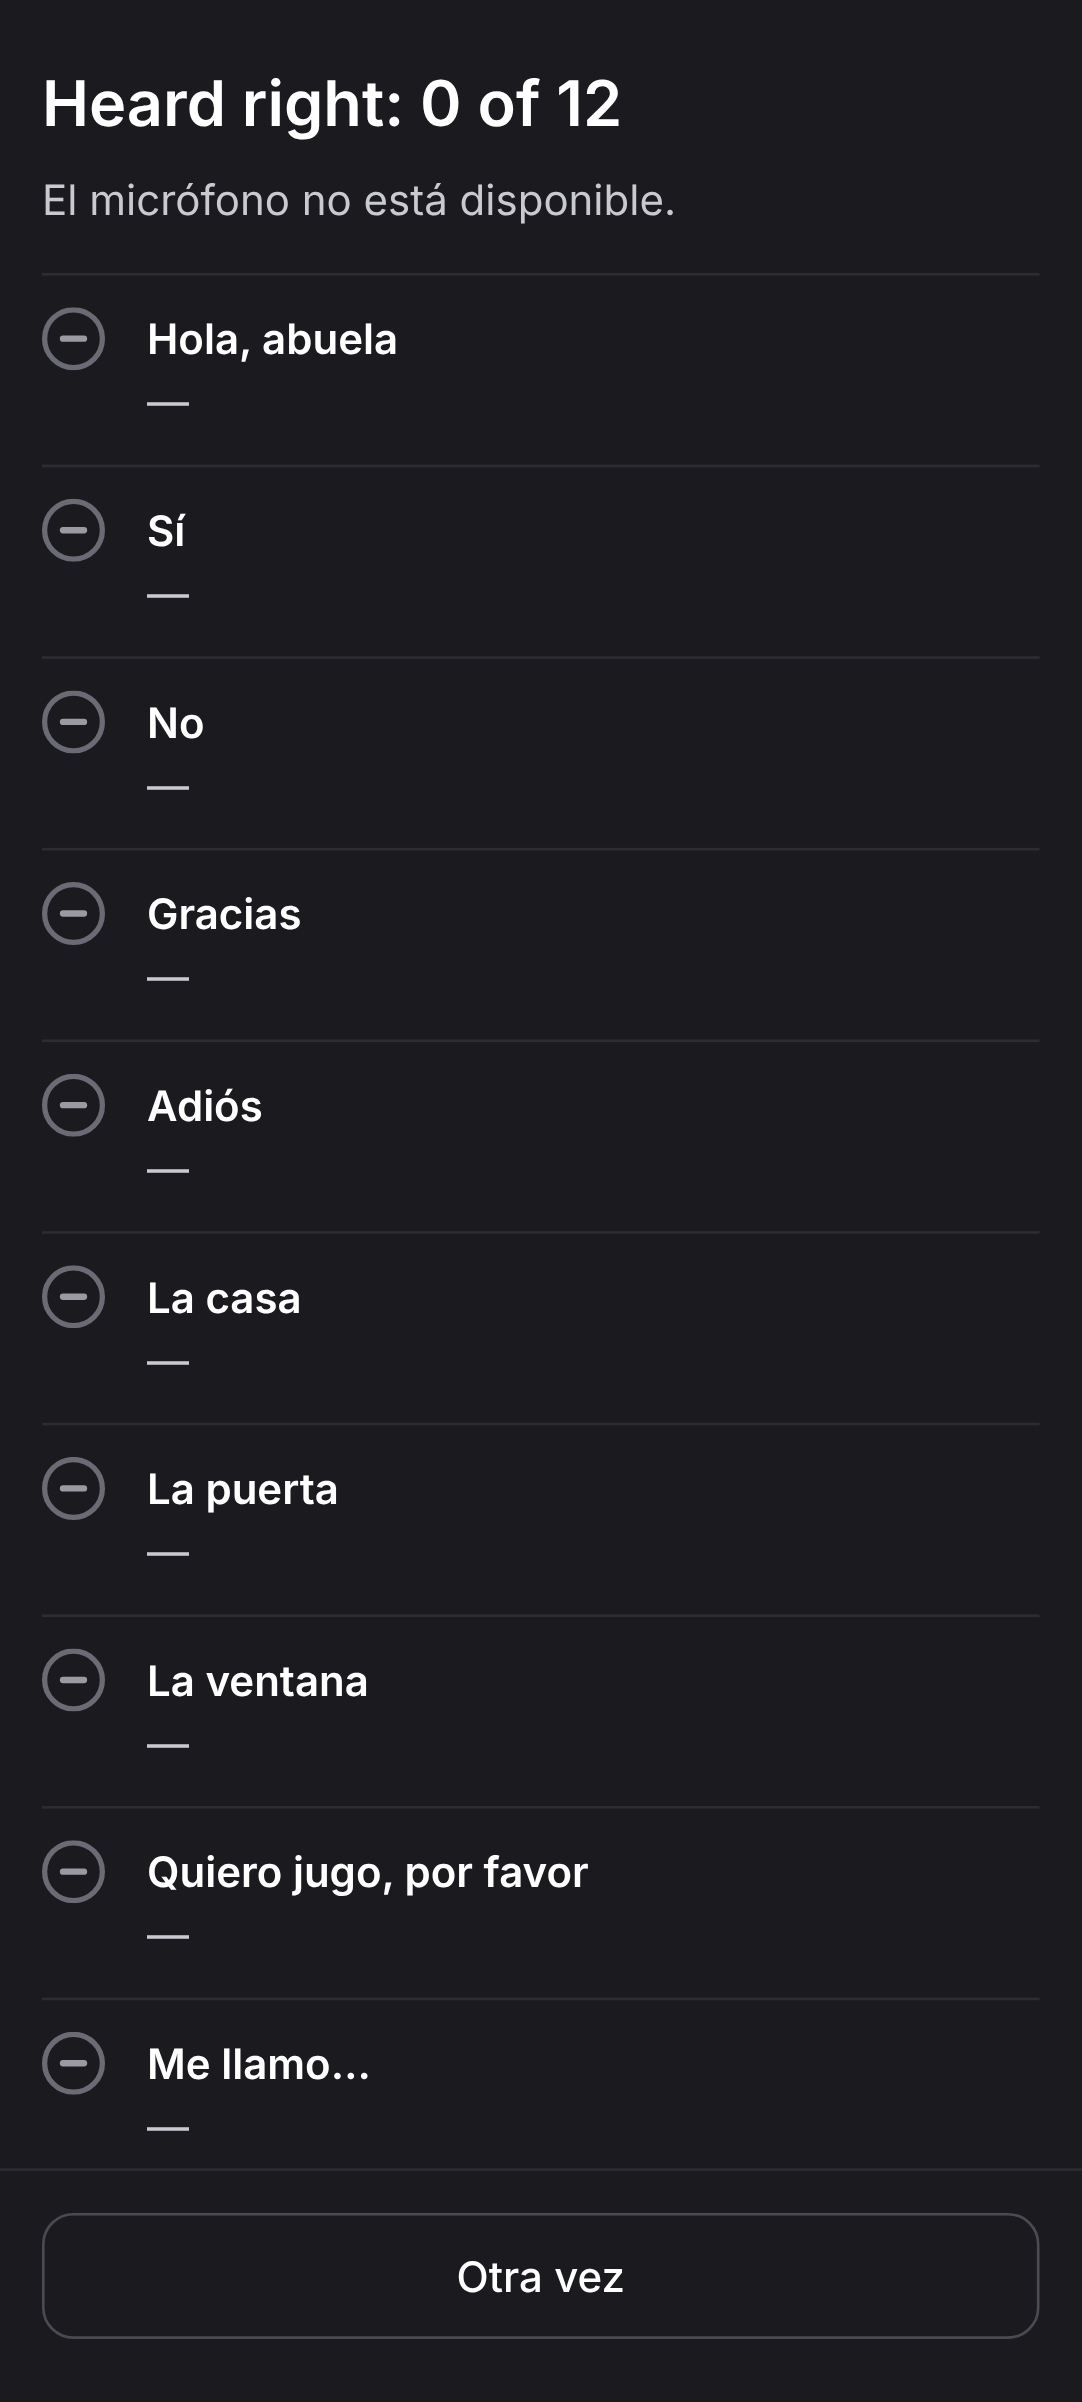 Heard right: 0 of 12
El micrófono no está disponible.
Hola, abuela
—
Sí
—
No
—
Gracias
—
Adiós
—
La casa
—
La puerta
—
La ventana
—
Quiero jugo, por favor
—
Me llamo...
—
Otra vez